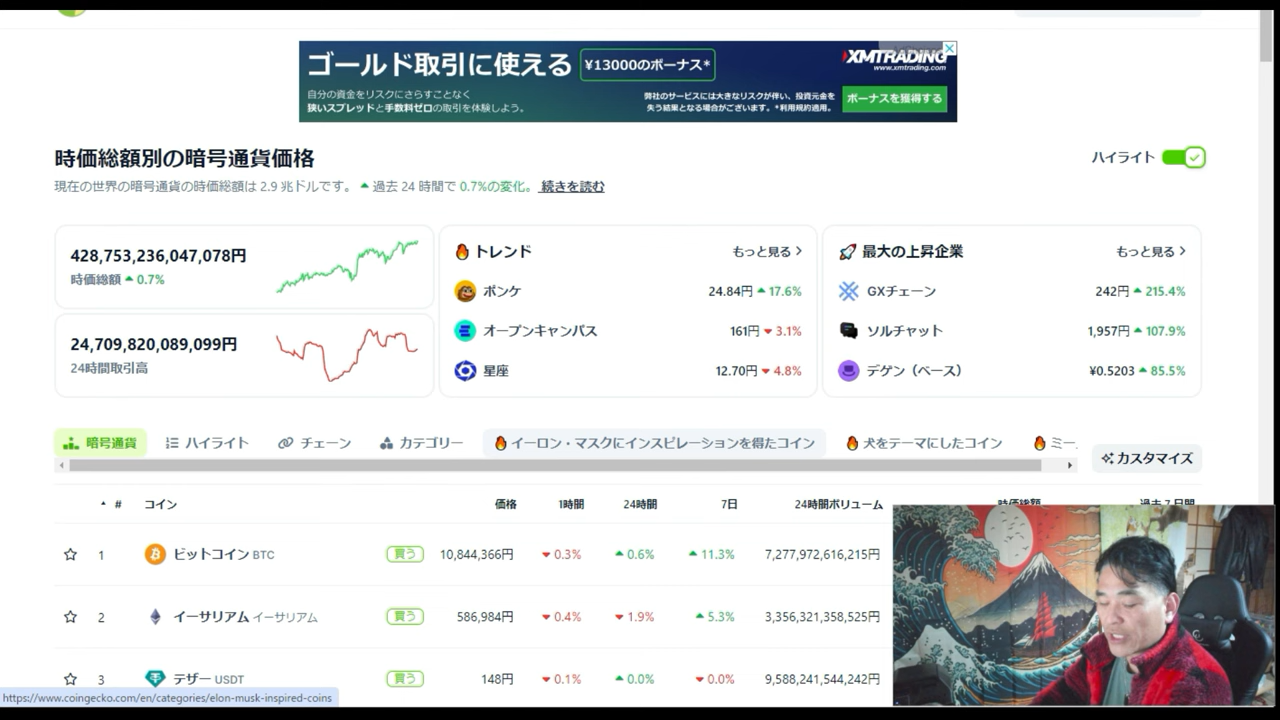 ゴールド取引に使える
¥13000のボーナス*
XMTRADING
www.xmtrading.com
自分の資金をリスクにさらすことなく
狭いスプレッドと手数料ゼロの取引を体験しよう。
弊社のサービスには大きなリスクが伴い、投資元金を
失う結果となる場合がございます。*利用規約適用。
ボーナスを獲得する
時価総額別の暗号通貨価格
ハイライト
現在の世界の暗号通貨の時価総額は 2.9 兆ドルです。 過去 24 時間で 0.7%の変化。 続きを読む
428,753,236,047,078円
時価総額 0.7%
24,709,820,089,099円
24時間取引高
トレンド もっと見る
ボンケ 24.84円 17.6%
オープンキャンパス 161円 3.1%
星座 12.70円 4.8%
最大の上昇企業 もっと見る
GXチェーン 242円 215.4%
ソルチャット 1,957円 107.9%
デゲン（ベース） ¥0.5203 85.5%
暗号通貨 ハイライト チェーン カテゴリー イーロン・マスクにインスピレーションを得たコイン 犬をテーマにしたコイン ミー
カスタマイズ
# コイン 価格 1時間 24時間 7日 24時間ボリューム 時価総額 過去 7 日間
1 ビットコイン BTC 買う 10,844,366円 0.3% 0.6% 11.3% 7,277,972,616,215円
2 イーサリアム イーサリアム 買う 586,984円 0.4% 1.9% 5.3% 3,356,321,358,525円
3 テザー USDT 買う 148円 0.1% 0.0% 0.0% 9,588,241,544,242円
https://www.coingecko.com/en/categories/elon-musk-inspired-coins